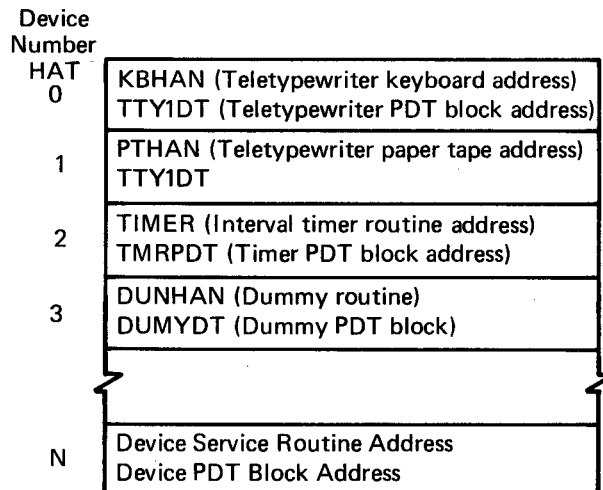 Device
Number
HAT
0
KBHAN (Teletypewriter keyboard address)
TTY1DT (Teletypewriter PDT block address)
1
PTHAN (Teletypewriter paper tape address)
TTY1DT
2
TIMER (Interval timer routine address)
TMRPDT (Timer PDT block address)
3
DUNHAN (Dummy routine)
DUMYDT (Dummy PDT block)
N
Device Service Routine Address
Device PDT Block Address